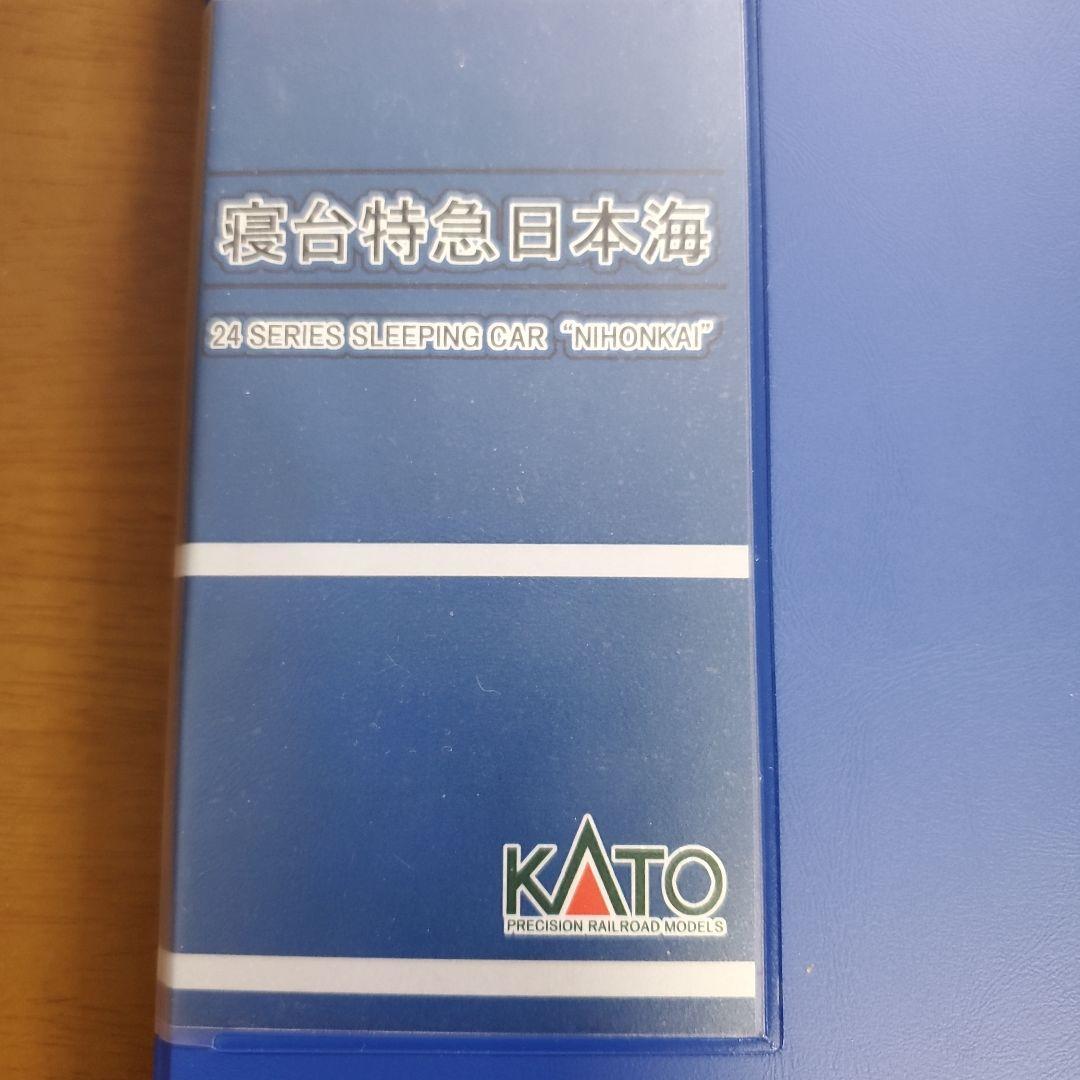 寝台特急日本海
24 SERIES SLEEPING CAR “NIHONKAI”
KATO
PRECISION RAILROAD MODELS